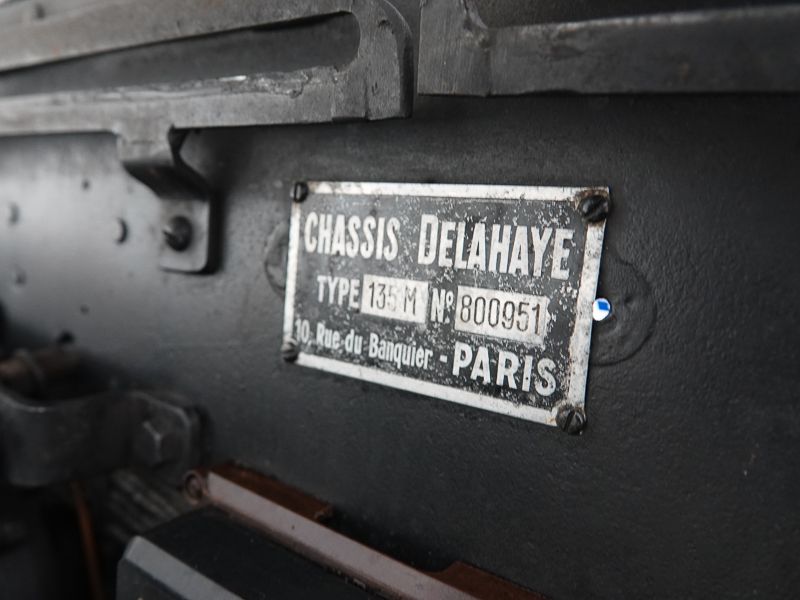 CHASSIS DELAHAYE
TYPE 135 M Nº 800951
10, Rue du Banquier - PARIS